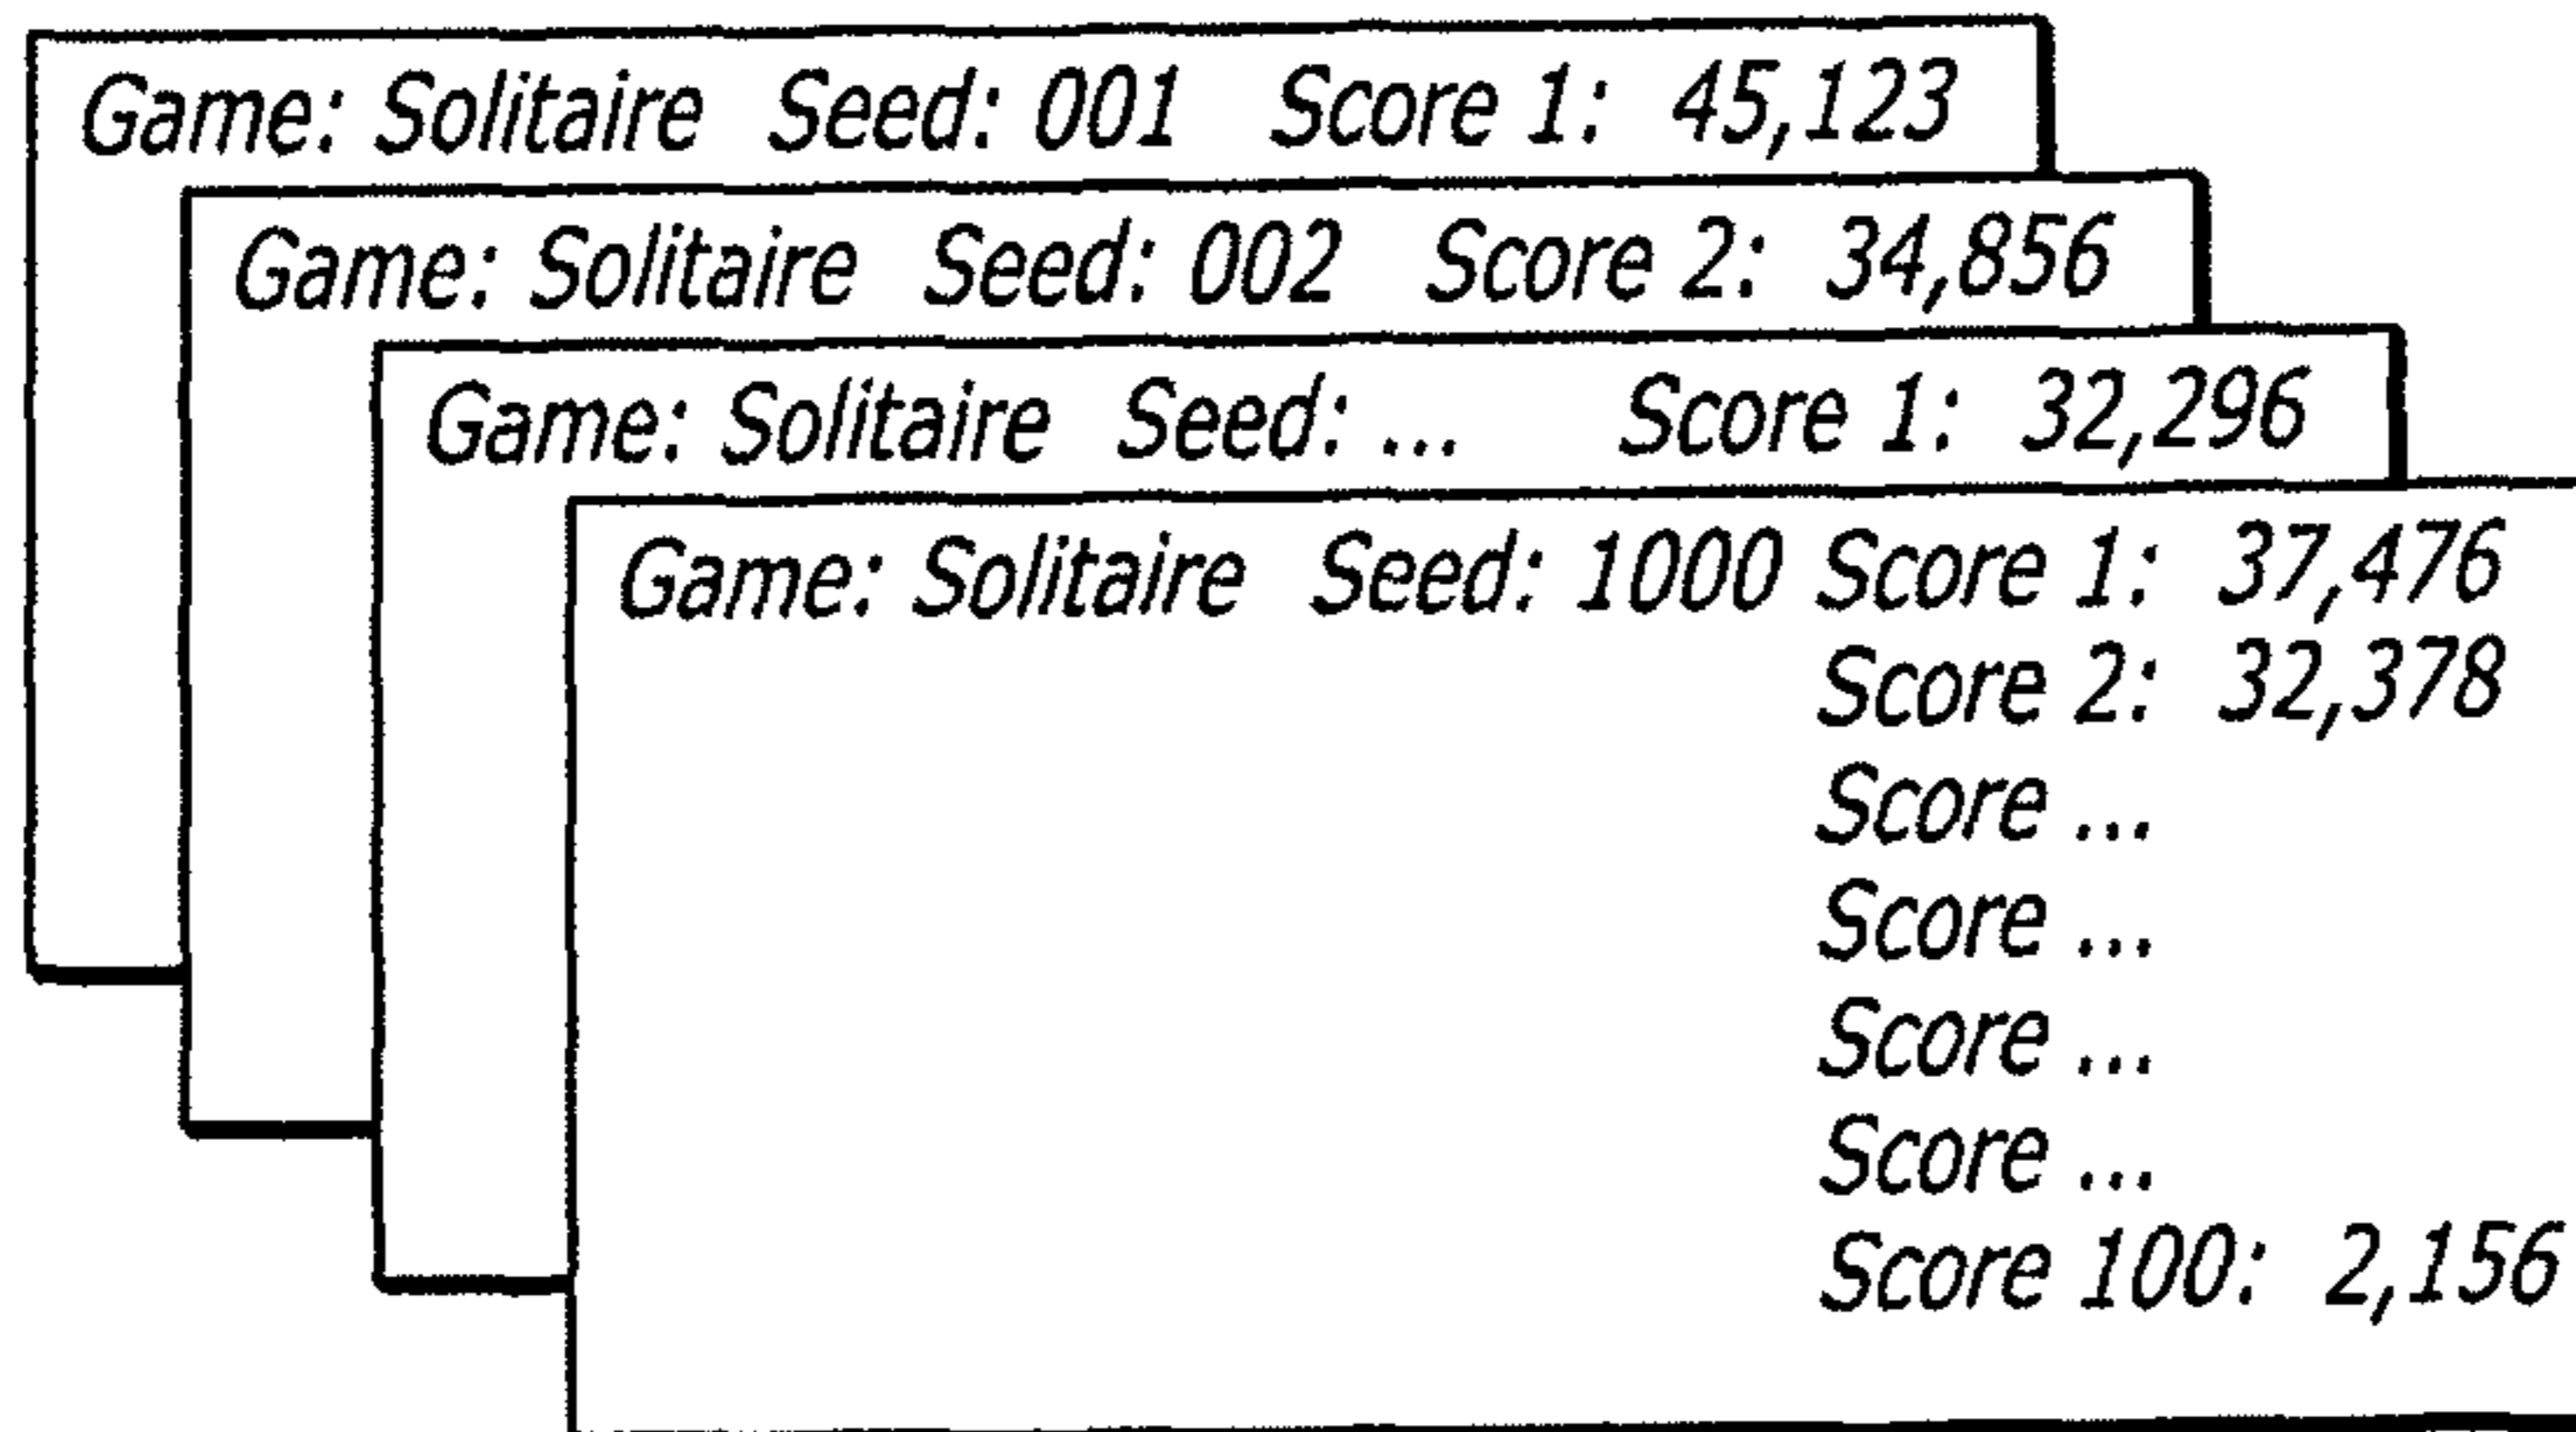 Game: Solitaire Seed: 001 Score 1: 45,123
Game: Solitaire Seed: 002 Score 2: 34,856
Game: Solitaire Seed: ... Score 1: 32,296
Game: Solitaire Seed: 1000 Score 1: 37,476
Score 2: 32,378
Score ...
Score ...
Score ...
Score ...
Score 100: 2,156